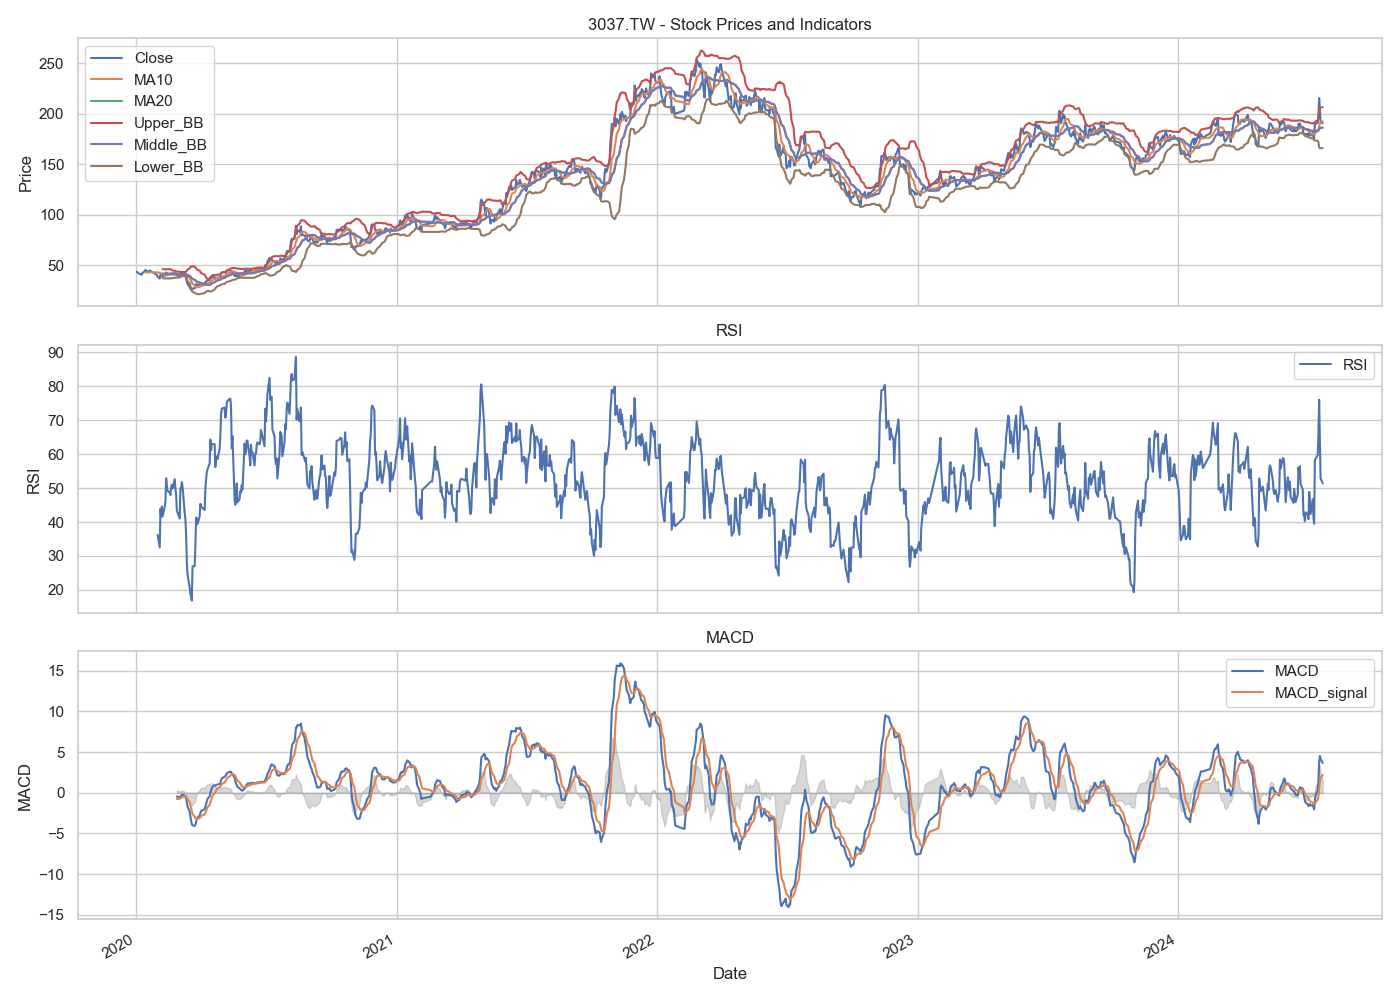 3037.TW - Stock Prices and Indicators
Close
MA10
MA20
Upper_BB
Middle_BB
Lower_BB
Price
250
200
150
100
50
RSI
RSI
RSI
90
80
70
60
50
40
30
20
MACD
MACD
MACD_signal
MACD
15
10
5
0
−5
−10
−15
2020
2021
2022
2023
2024
Date